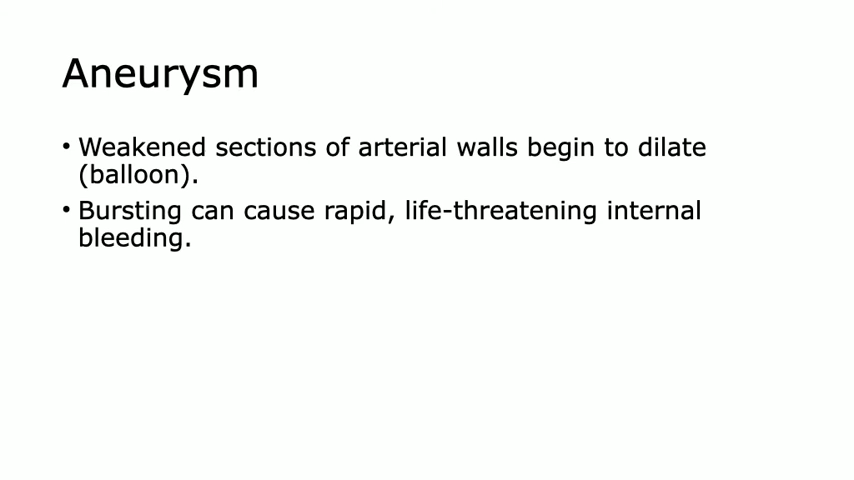 Aneurysm
• Weakened sections of arterial walls begin to dilate
(balloon).
• Bursting can cause rapid, life-threatening internal
bleeding.